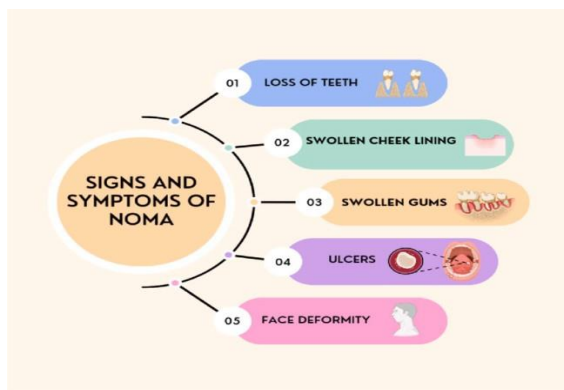 SIGNS AND
SYMPTOMS OF
NOMA
01 LOSS OF TEETH
02 SWOLLEN CHEEK LINING
03 SWOLLEN GUMS
04 ULCERS
05 FACE DEFORMITY